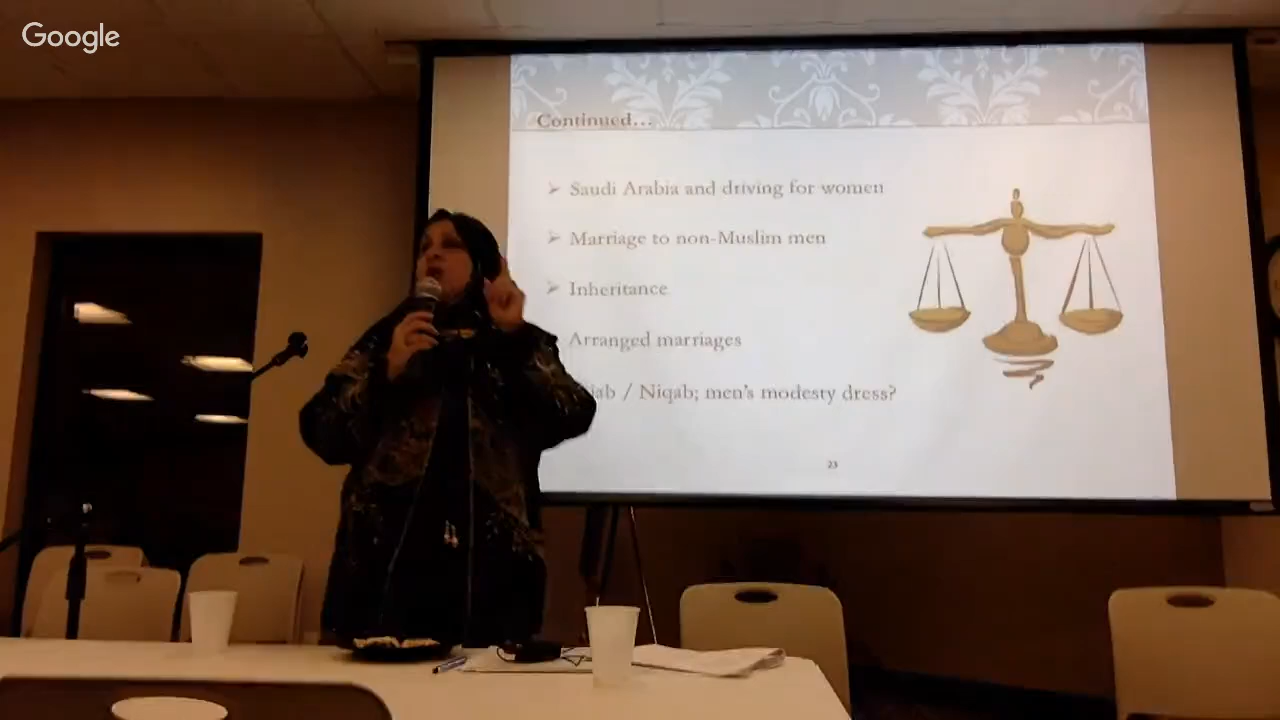 Google
Continued...
➢ Saudi Arabia and driving for women
➢ Marriage to non-Muslim men
➢ Inheritance
Arranged marriages
/ Niqab; men's modesty dress?
23